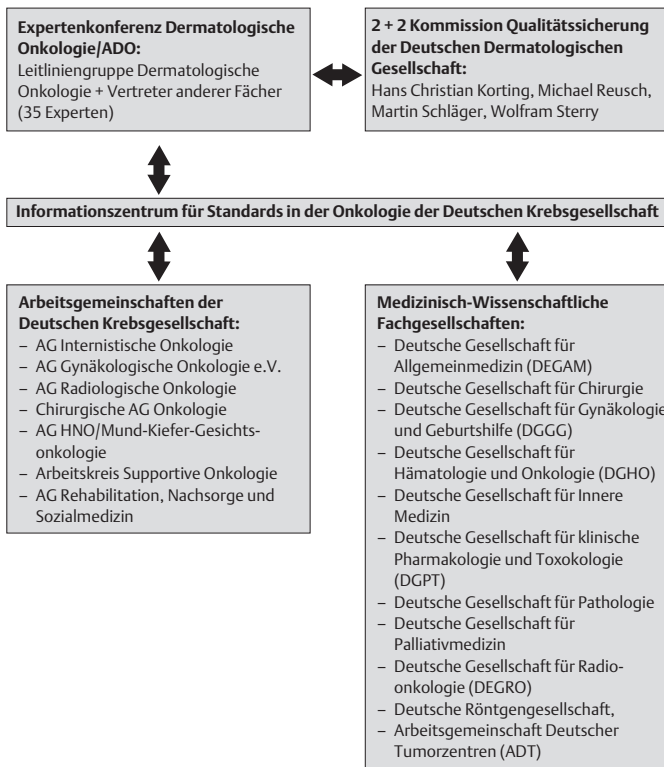 Expertenkonferenz Dermatologische
Onkologie/ADO:
Leitliniengruppe Dermatologische
Onkologie + Vertreter anderer Fächer
(35 Experten)
2 + 2 Kommission Qualitätssicherung
der Deutschen Dermatologischen
Gesellschaft:
Hans Christian Korting, Michael Reusch,
Martin Schläger, Wolfram Sterry
Informationszentrum für Standards in der Onkologie der Deutschen Krebsgesellschaft
Arbeitsgemeinschaften der
Deutschen Krebsgesellschaft:
– AG Internistische Onkologie
– AG Gynäkologische Onkologie e.V.
– AG Radiologische Onkologie
– Chirurgische AG Onkologie
– AG HNO/Mund-Kiefer-Gesichts-
onkologie
– Arbeitskreis Supportive Onkologie
– AG Rehabilitation, Nachsorge und
Sozialmedizin
Medizinisch-Wissenschaftliche
Fachgesellschaften:
– Deutsche Gesellschaft für
Allgemeinmedizin (DEGAM)
– Deutsche Gesellschaft für Chirurgie
– Deutsche Gesellschaft für Gynäkologie
und Geburtshilfe (DGGG)
– Deutsche Gesellschaft für
Hämatologie und Onkologie (DGHO)
– Deutsche Gesellschaft für Innere
Medizin
– Deutsche Gesellschaft für klinische
Pharmakologie und Toxokologie
(DGPT)
– Deutsche Gesellschaft für Pathologie
– Deutsche Gesellschaft für
Palliativmedizin
– Deutsche Gesellschaft für Radio-
onkologie (DEGRO)
– Deutsche Röntgengesellschaft,
– Arbeitsgemeinschaft Deutscher
Tumorzentren (ADT)